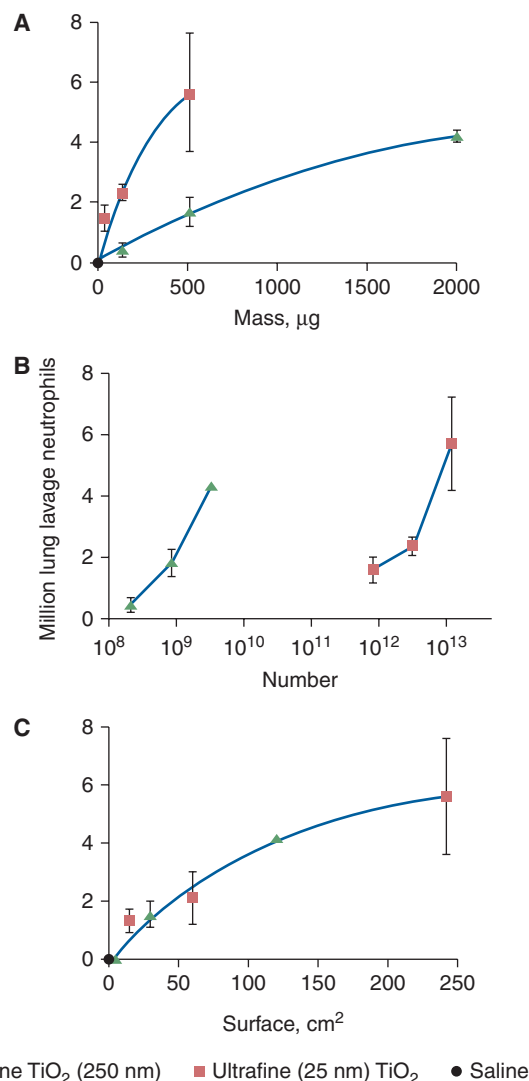 A
8
6
4
2
0
0 500 1000 1500 2000
Mass, μg
B
Million lung lavage neutrophils
8
6
4
2
0
10⁸ 10⁹ 10¹⁰ 10¹¹ 10¹² 10¹³
Number
C
8
6
4
2
0
0 50 100 150 200 250
Surface, cm²
ne TiO₂ (250 nm) Ultrafine (25 nm) TiO₂ Saline